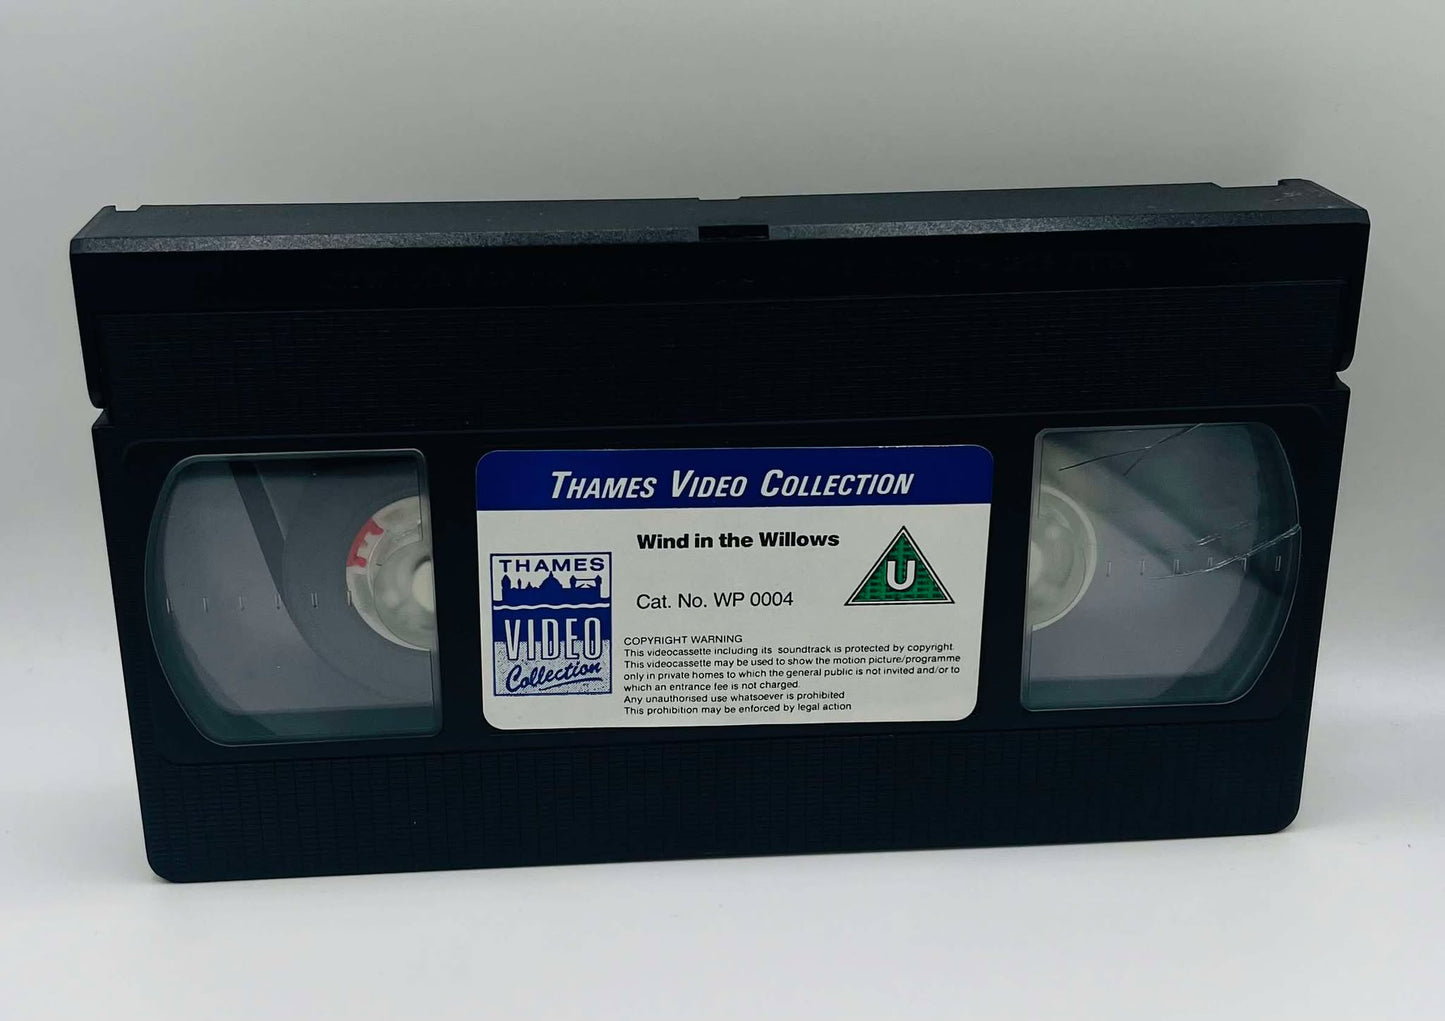 THAMES VIDEO COLLECTION
Wind in the Willows
U
THAMES
VIDEO
Collection
Cat. No. WP 0004
COPYRIGHT WARNING
This videocassette including its soundtrack is protected by copyright.
This videocassette may be used to show the motion picture/programme
only in private homes to which the general public is not invited and/or to
which an entrance fee is not charged.
Any unauthorised use whatsoever is prohibited
This prohibition may be enforced by legal action